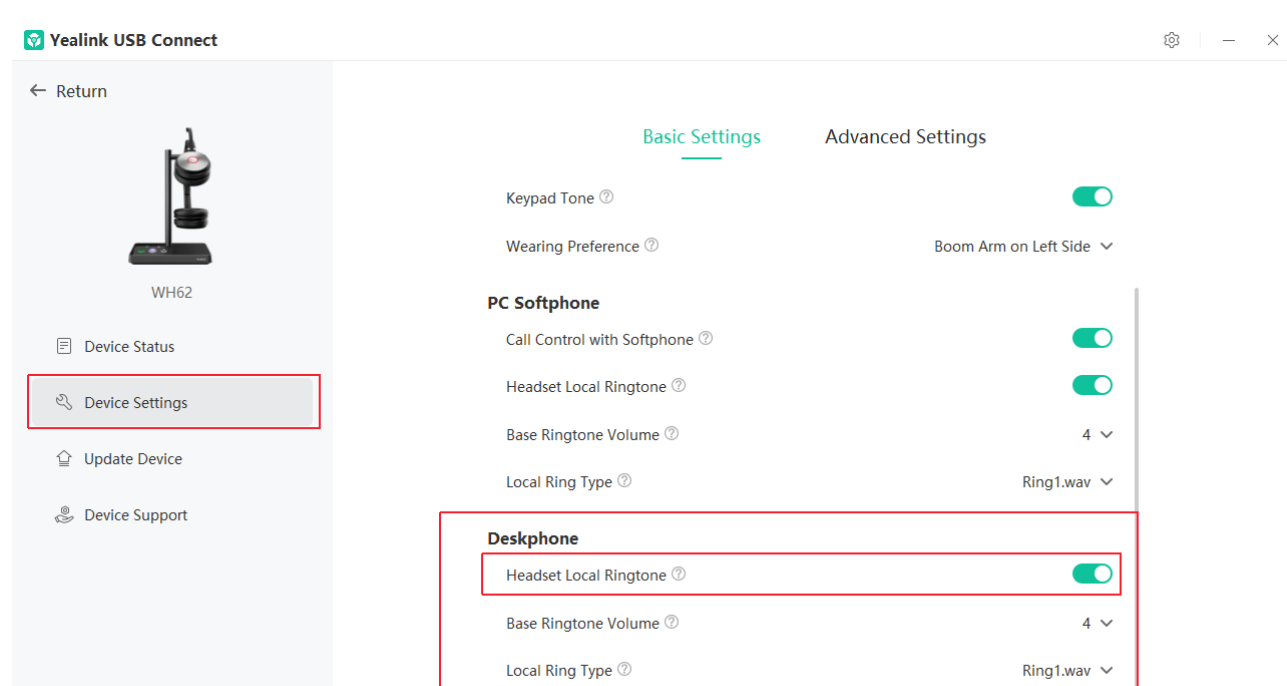 Yealink USB Connect
Return
WH62
Device Status
Device Settings
Update Device
Device Support
Basic Settings Advanced Settings
Keypad Tone
Wearing Preference Boom Arm on Left Side
PC Softphone
Call Control with Softphone
Headset Local Ringtone
Base Ringtone Volume 4
Local Ring Type Ring1.wav
Deskphone
Headset Local Ringtone
Base Ringtone Volume 4
Local Ring Type Ring1.wav